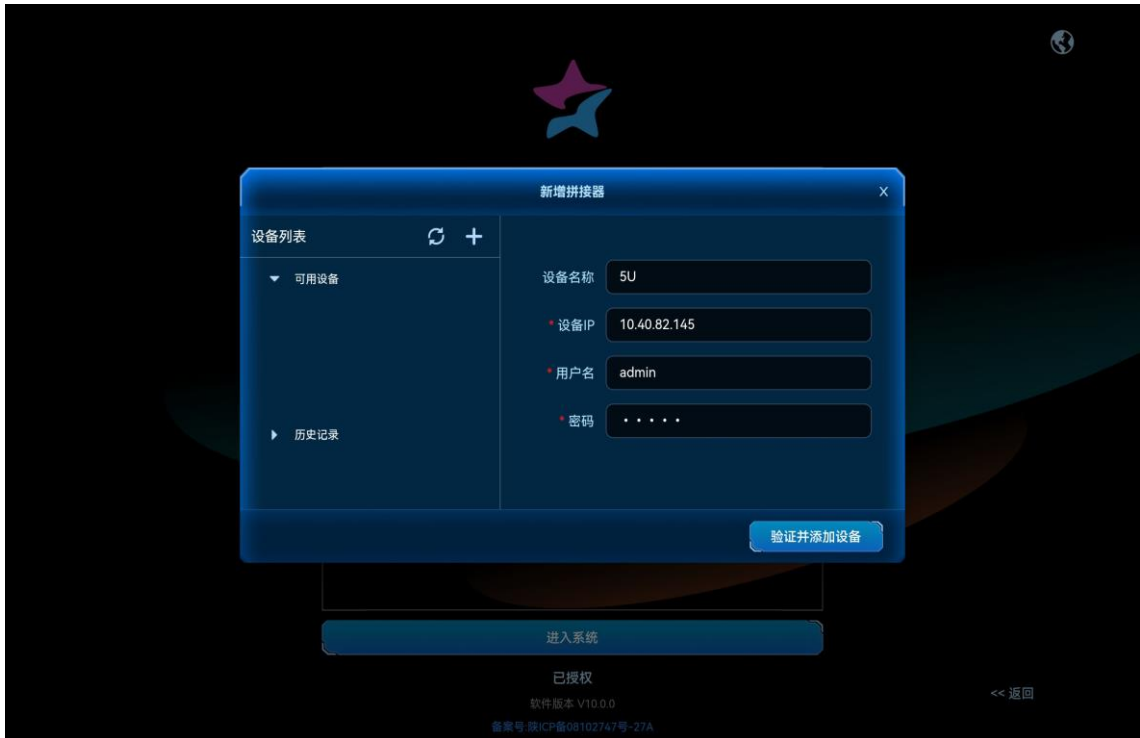 新增拼接器 X
设备列表
可用设备
历史记录
设备名称 5U
*设备IP 10.40.82.145
*用户名 admin
*密码 •••••
验证并添加设备
进入系统
已授权
软件版本 V10.0.0
备案号:陕ICP备08102747号-27A
<< 返回